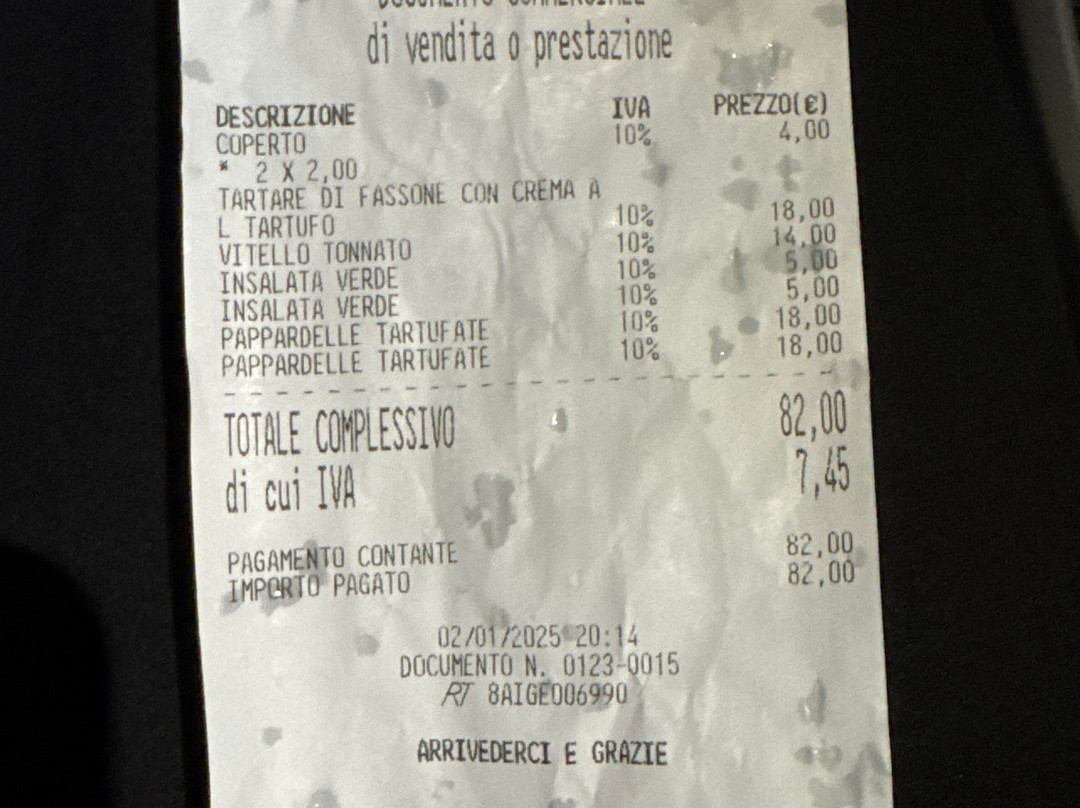 DOCUMENTO COMMERCIALE
di vendita o prestazione
DESCRIZIONE IVA PREZZO(€)
COPERTO 10% 4,00
* 2 X 2,00
TARTARE DI FASSONE CON CREMA A
L TARTUFO 10% 18,00
VITELLO TONNATO 10% 14,00
INSALATA VERDE 10% 5,00
INSALATA VERDE 10% 5,00
PAPPARDELLE TARTUFATE 10% 18,00
PAPPARDELLE TARTUFATE 10% 18,00
TOTALE COMPLESSIVO 82,00
di cui IVA 7,45
PAGAMENTO CONTANTE 82,00
IMPORTO PAGATO 82,00
02/01/2025 20:14
DOCUMENTO N. 0123-0015
RT 8AIGE006990
ARRIVEDERCI E GRAZIE